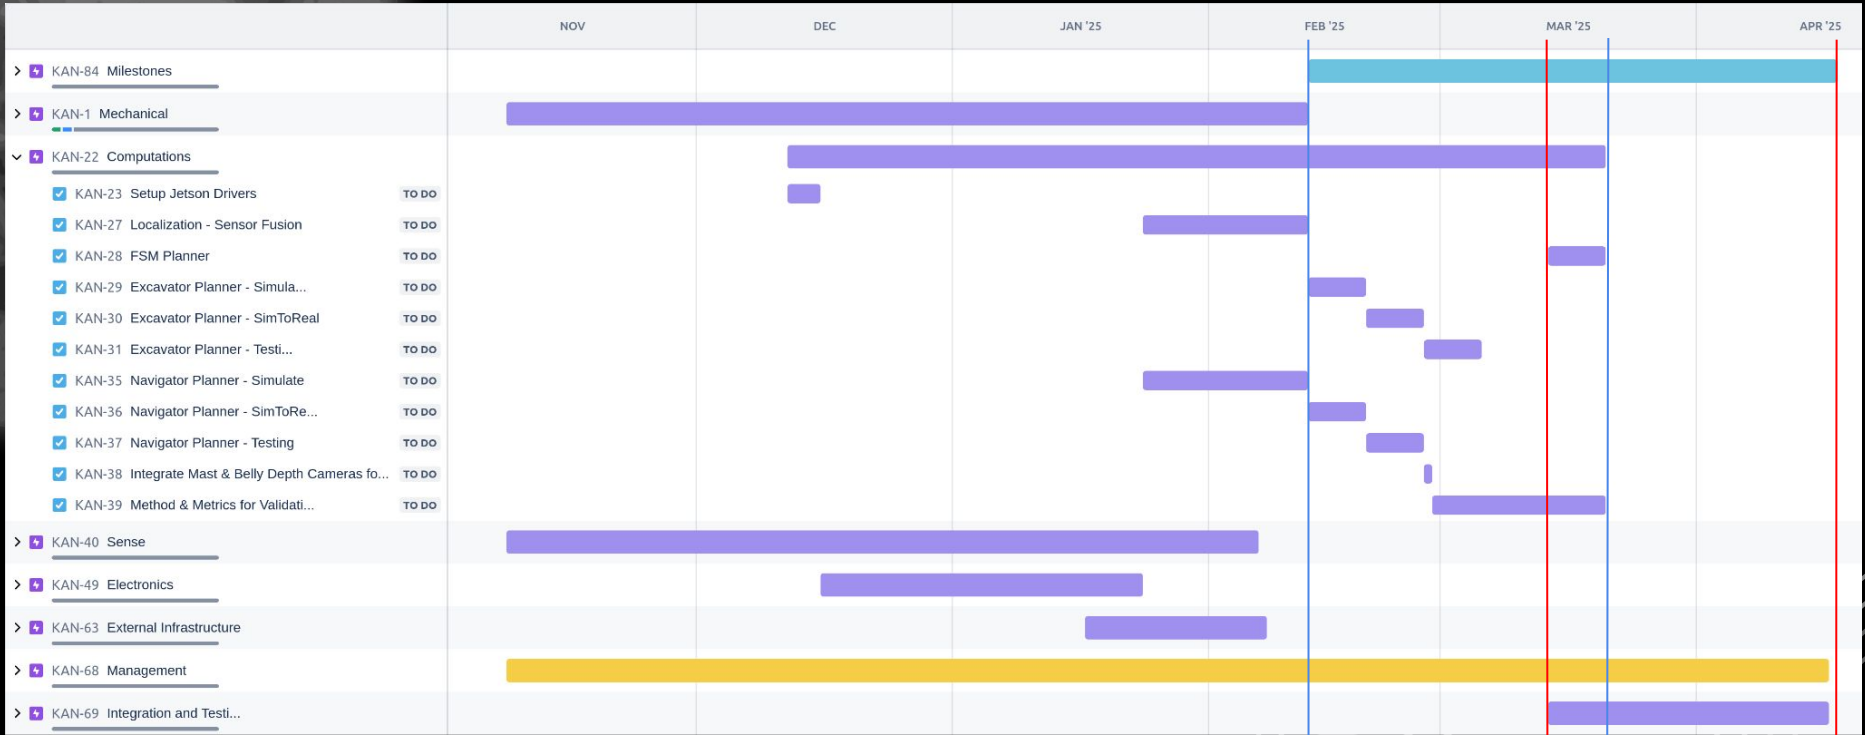 NOV DEC JAN '25 FEB '25 MAR '25 APR '25
KAN-84 Milestones
KAN-1 Mechanical
KAN-22 Computations
KAN-23 Setup Jetson Drivers TO DO
KAN-27 Localization - Sensor Fusion TO DO
KAN-28 FSM Planner TO DO
KAN-29 Excavator Planner - Simula... TO DO
KAN-30 Excavator Planner - SimToReal TO DO
KAN-31 Excavator Planner - Testi... TO DO
KAN-35 Navigator Planner - Simulate TO DO
KAN-36 Navigator Planner - SimToRe... TO DO
KAN-37 Navigator Planner - Testing TO DO
KAN-38 Integrate Mast & Belly Depth Cameras fo... TO DO
KAN-39 Method & Metrics for Validati... TO DO
KAN-40 Sense
KAN-49 Electronics
KAN-63 External Infrastructure
KAN-68 Management
KAN-69 Integration and Testi...